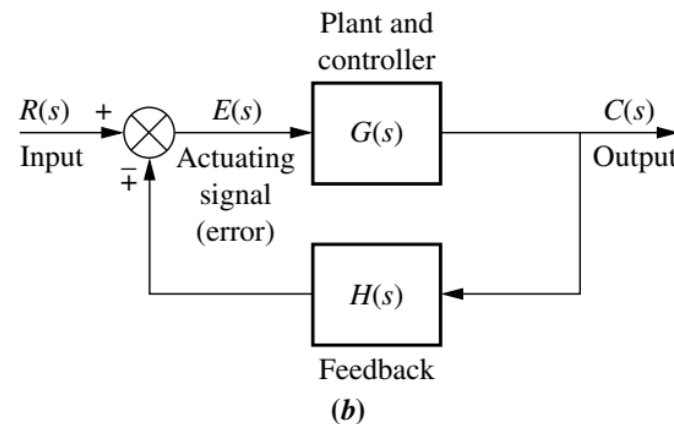 Plant and
controller
R(s) +
E(s)
G(s)
C(s)
Input
∓
Actuating
signal
(error)
Output
H(s)
Feedback
(b)